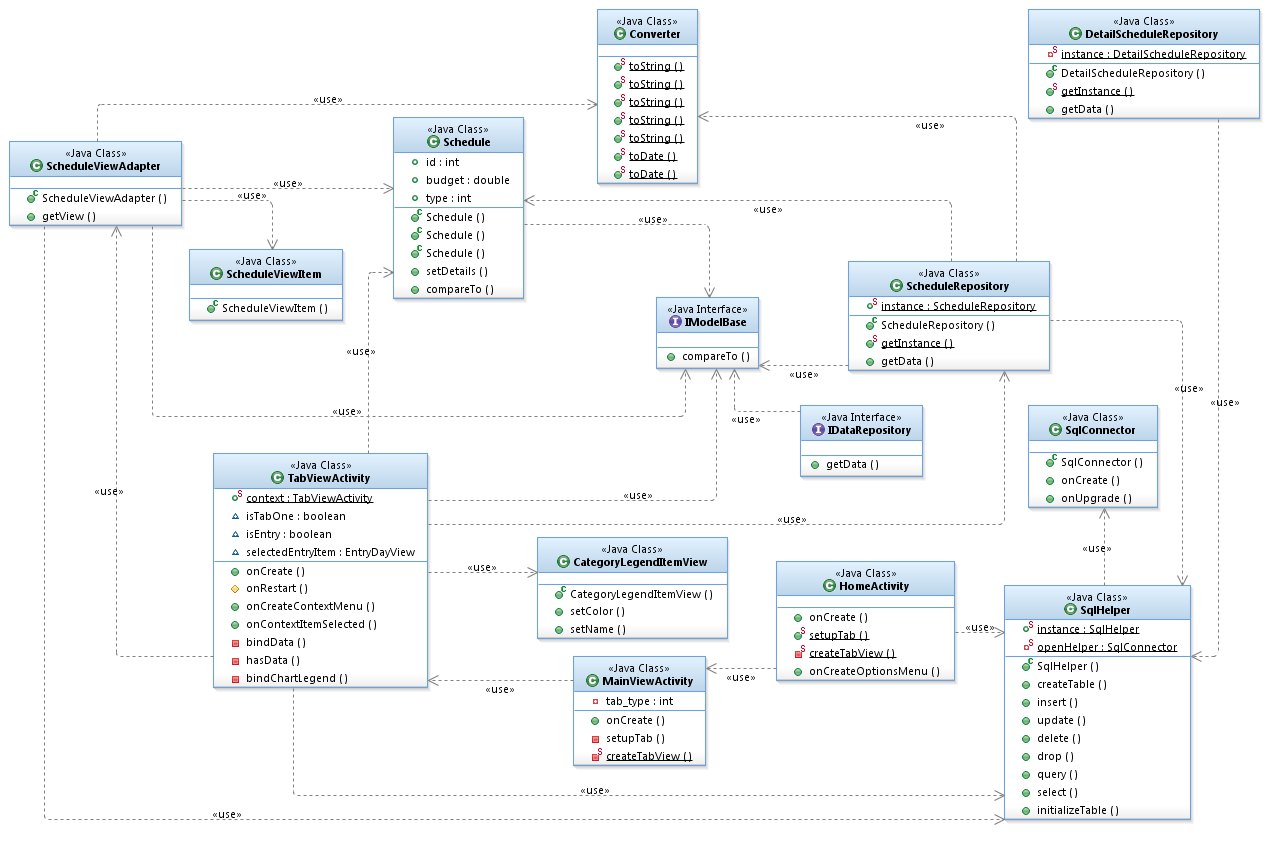 «Java Class»
Converter
toString ()
toString ()
toString ()
toString ()
toString ()
toDate ()
toDate ()
«Java Class»
DetailScheduleRepository
instance : DetailScheduleRepository
DetailScheduleRepository ()
getInstance ()
getData ()
«use»
«use»
«Java Class»
ScheduleViewAdapter
ScheduleViewAdapter ()
getView ()
«Java Class»
Schedule
id : int
budget : double
type : int
Schedule ()
Schedule ()
Schedule ()
setDetails ()
compareTo ()
«use»
«use»
«use»
«use»
«Java Class»
ScheduleViewItem
ScheduleViewItem ()
«Java Class»
ScheduleRepository
instance : ScheduleRepository
ScheduleRepository ()
getInstance ()
getData ()
«Java Interface»
IModelBase
compareTo ()
«use»
«use»
«use»
«use»
«use»
«use»
«Java Interface»
IDataRepository
getData ()
«Java Class»
SqlConnector
SqlConnector ()
onCreate ()
onUpgrade ()
«Java Class»
TabViewActivity
context : TabViewActivity
isTabOne : boolean
isEntry : boolean
selectedEntryItem : EntryDayView
onCreate ()
onRestart ()
onCreateContextMenu ()
onContextItemSelected ()
bindData ()
hasData ()
bindChartLegend ()
«use»
«use»
«use»
«use»
«use»
«Java Class»
CategoryLegendItemView
CategoryLegendItemView ()
setColor ()
setName ()
«Java Class»
HomeActivity
onCreate ()
setupTab ()
createTabView ()
onCreateOptionsMenu ()
«use»
«Java Class»
SqlHelper
instance : SqlHelper
openHelper : SqlConnector
SqlHelper ()
createTable ()
insert ()
update ()
delete ()
drop ()
query ()
select ()
initializeTable ()
«Java Class»
MainViewActivity
tab_type : int
onCreate ()
setupTab ()
createTabView ()
«use»
«use»
«use»
«use»